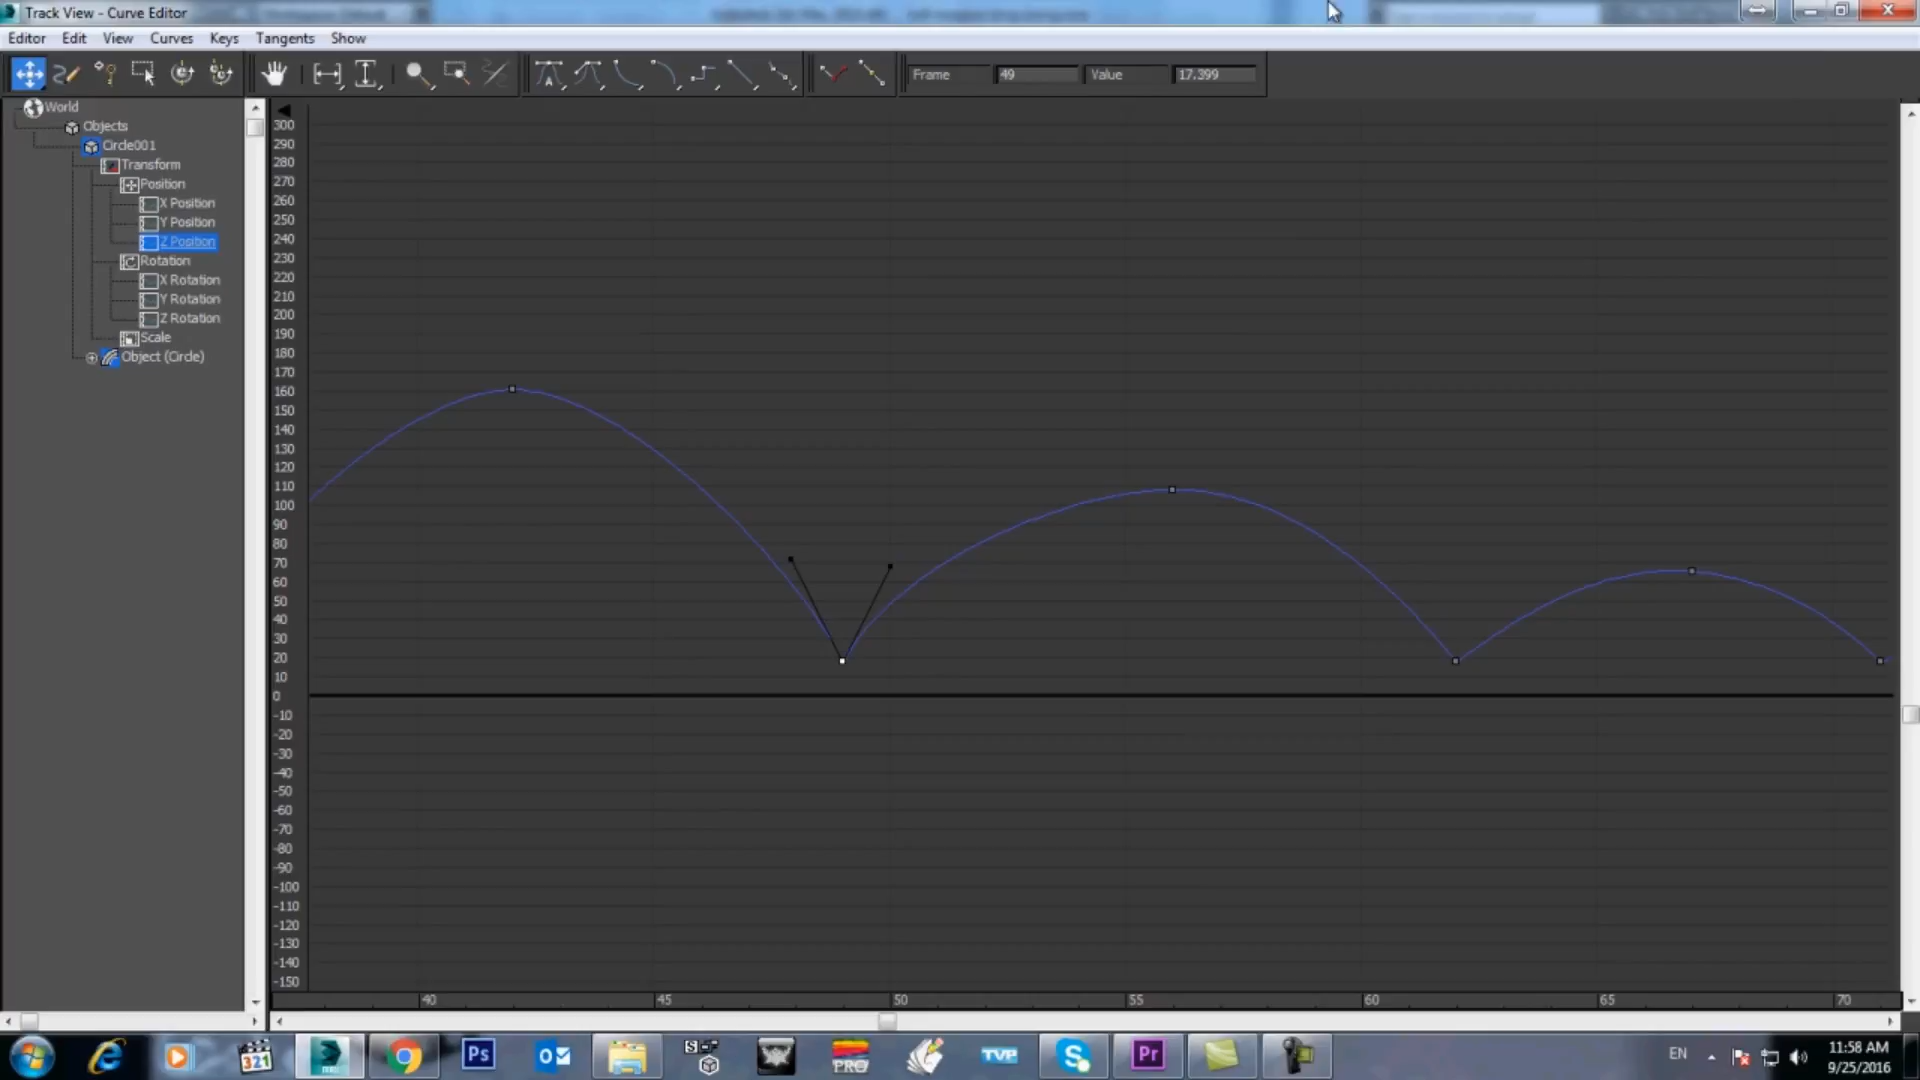 Track View - Curve Editor
Editor Edit View Curves Keys Tangents Show
Frame 49 Value 17.399
World
Objects
Circle001
Transform
Position
X Position
Y Position
Z Position
Rotation
X Rotation
Y Rotation
Z Rotation
Scale
Object (Circle)
300
290
280
270
260
250
240
230
220
210
200
190
180
170
160
150
140
130
120
110
100
90
80
70
60
50
40
30
20
10
0
-10
-20
-30
-40
-50
-60
-70
-80
-90
-100
-110
-120
-130
-140
-150
40 45 50 55 60 65 70
321
Ps
PRO
TVP
S
Pr
EN
11:58 AM
9/25/2016